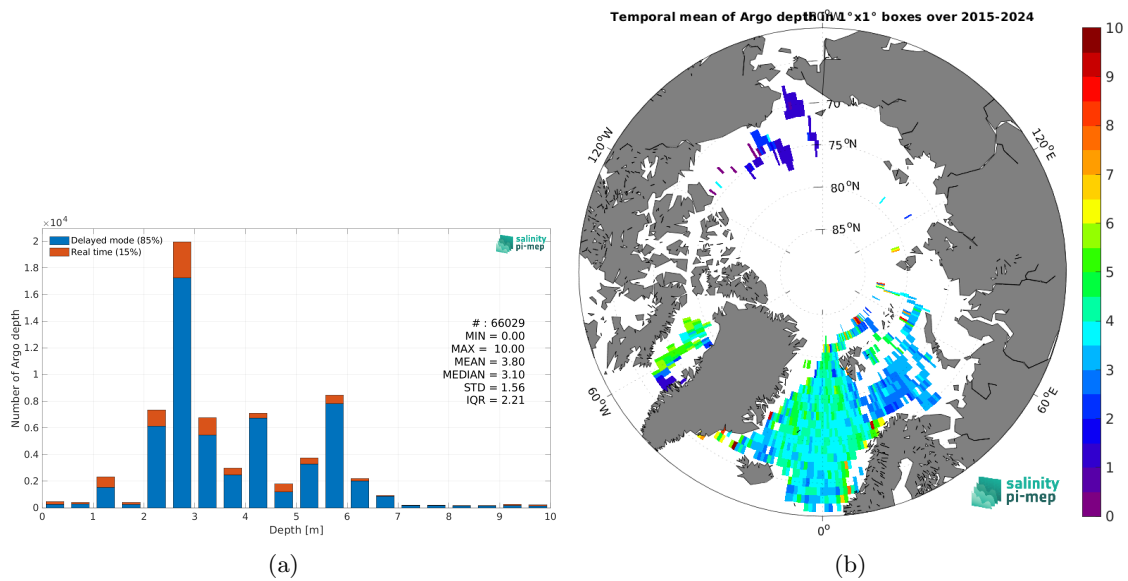 ×10⁴
2
1.8
1.6
1.4
1.2
1
0.8
0.6
0.4
0.2
0
Number of Argo depth
Delayed mode (85%)
Real time (15%)
salinity
pi-mep
# : 66029
MIN = 0.00
MAX = 10.00
MEAN = 3.80
MEDIAN = 3.10
STD = 1.56
IQR = 2.21
0 1 2 3 4 5 6 7 8 9 10
Depth [m]
(a)
Temporal mean of Argo depth in 1°x1° boxes over 2015-2024
120°W
120°E
75°N
80°N
85°N
60°W
60°E
0°
salinity
pi-mep
10
9
8
7
6
5
4
3
2
1
0
(b)